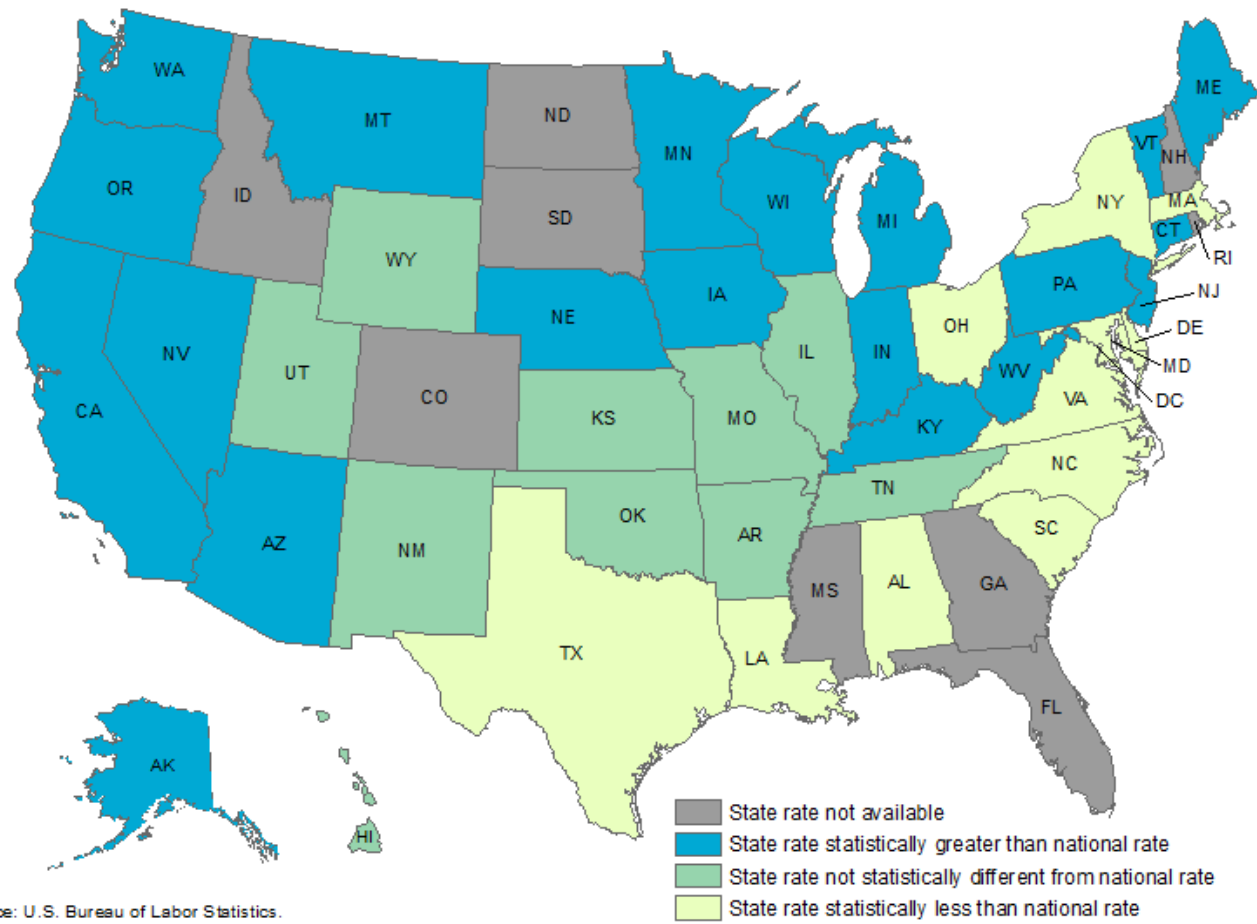 WA
MT
ND
MN
ME
VT
NH
OR
ID
SD
WI
MI
NY
MA
CT
RI
WY
IA
PA
NJ
NE
OH
DE
NV
IL
IN
WV
MD
UT
CO
CA
KS
MO
KY
VA
DC
NC
TN
OK
AR
SC
AZ
NM
MS
AL
GA
TX
LA
FL
AK
HI
State rate not available
State rate statistically greater than national rate
State rate not statistically different from national rate
State rate statistically less than national rate
: U.S. Bureau of Labor Statistics.